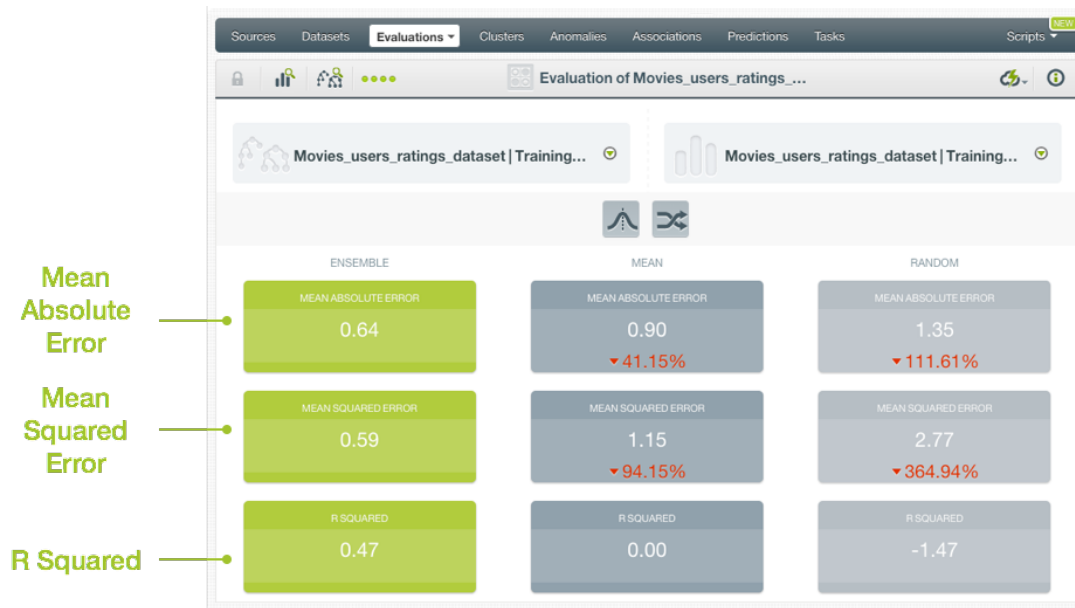 NEW
Sources Datasets Evaluations Clusters Anomalies Associations Predictions Tasks Scripts
Evaluation of Movies_users_ratings_...
Movies_users_ratings_dataset | Training... Movies_users_ratings_dataset | Training...
ENSEMBLE MEAN RANDOM
Mean
Absolute
Error
MEAN ABSOLUTE ERROR MEAN ABSOLUTE ERROR MEAN ABSOLUTE ERROR
0.64 0.90 1.35
41.15% 111.61%
Mean
Squared
Error
MEAN SQUARED ERROR MEAN SQUARED ERROR MEAN SQUARED ERROR
0.59 1.15 2.77
94.15% 364.94%
R Squared
R SQUARED R SQUARED R SQUARED
0.47 0.00 -1.47